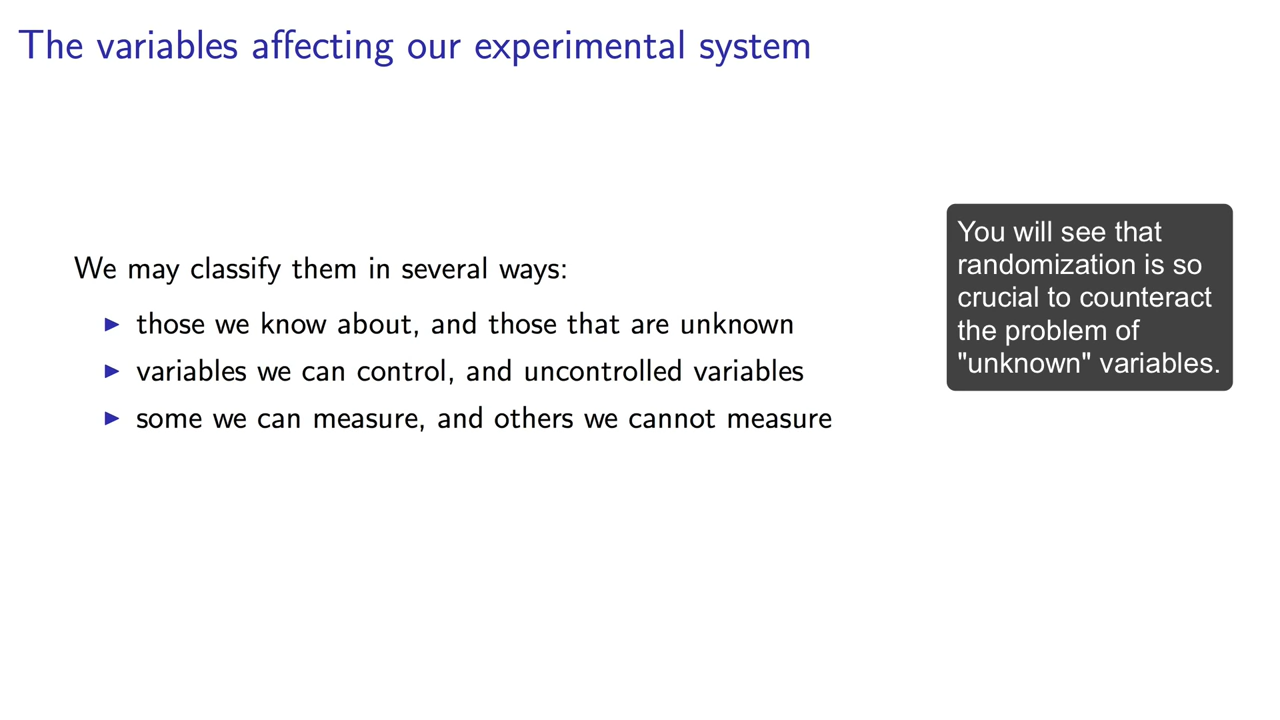 The variables affecting our experimental system
We may classify them in several ways:
those we know about, and those that are unknown
variables we can control, and uncontrolled variables
some we can measure, and others we cannot measure
You will see that
randomization is so
crucial to counteract
the problem of
"unknown" variables.